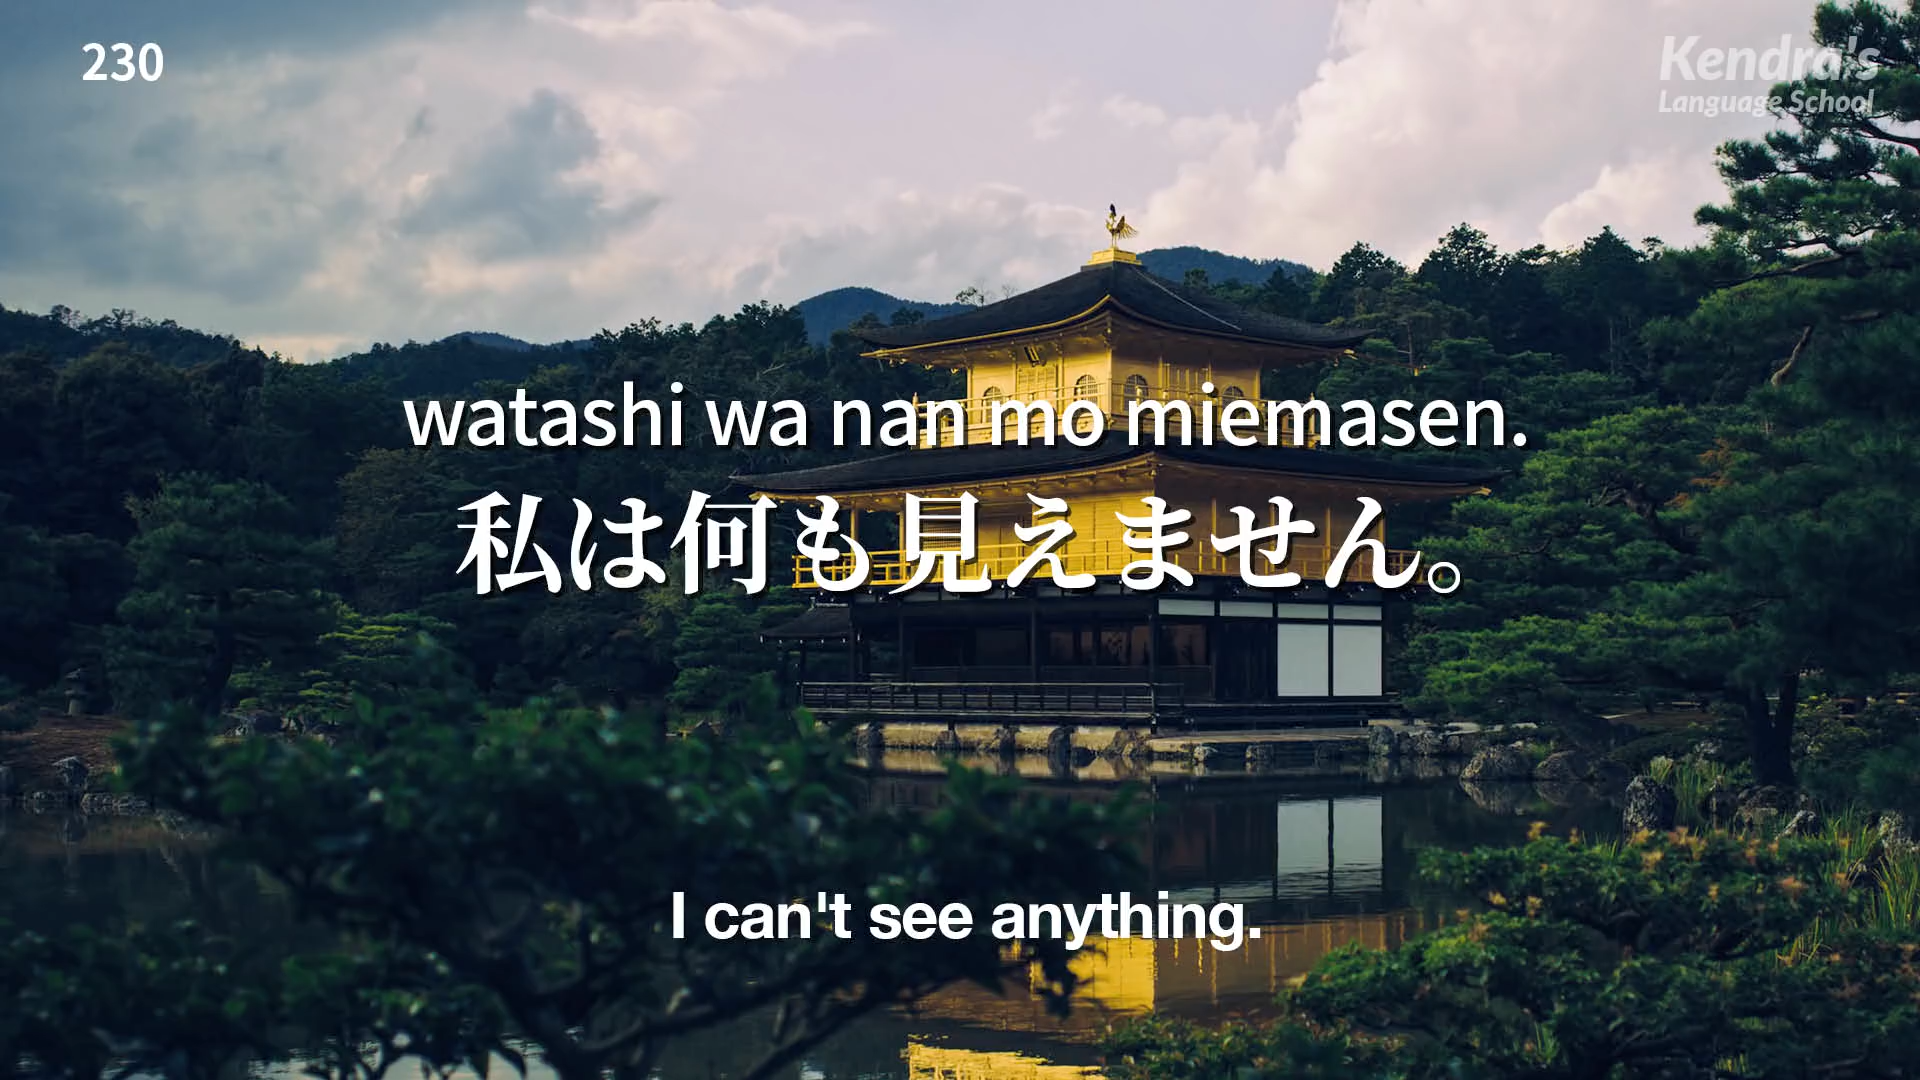 230
Kendra's
Language School
watashi wa nan mo miemasen.
私は何も見えません。
I can't see anything.